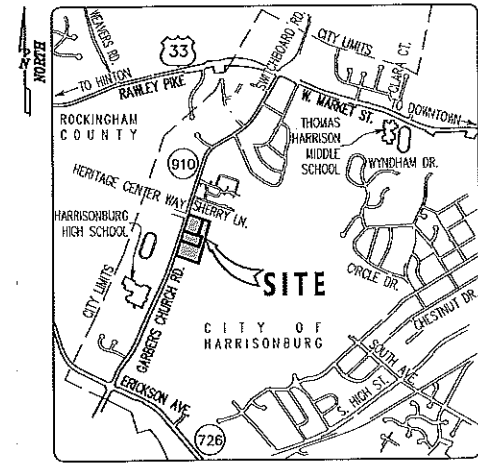 NORTH
N
WEAVERS RD.
33
SWITCHBOARD RD.
CITY LIMITS
CLARA CT.
TO HINTON
RAWLEY PIKE
W. MARKET ST.
TO DOWNTOWN
ROCKINGHAM
COUNTY
THOMAS
HARRISON
MIDDLE
SCHOOL
WYNDHAM DR.
910
HERITAGE CENTER WAY
SHERRY LN.
HARRISONBURG
HIGH SCHOOL
CITY LIMITS
GARBERS CHURCH RD.
SITE
CIRCLE DR.
CHESTNUT DR.
CITY OF
HARRISONBURG
SOUTH AVE.
S. HIGH ST.
ERICKSON AVE.
726